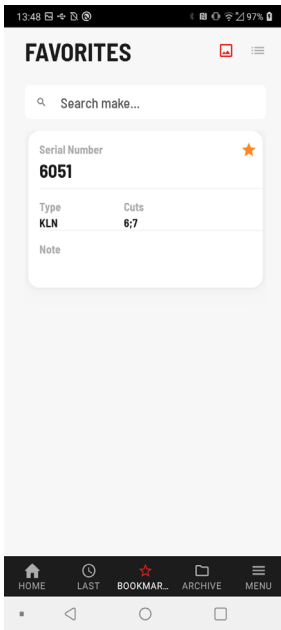 13:48 97%
FAVORITES
Search make...
Serial Number
6051
Type Cuts
KLN 6;7
Note
HOME LAST BOOKMAR... ARCHIVE MENU